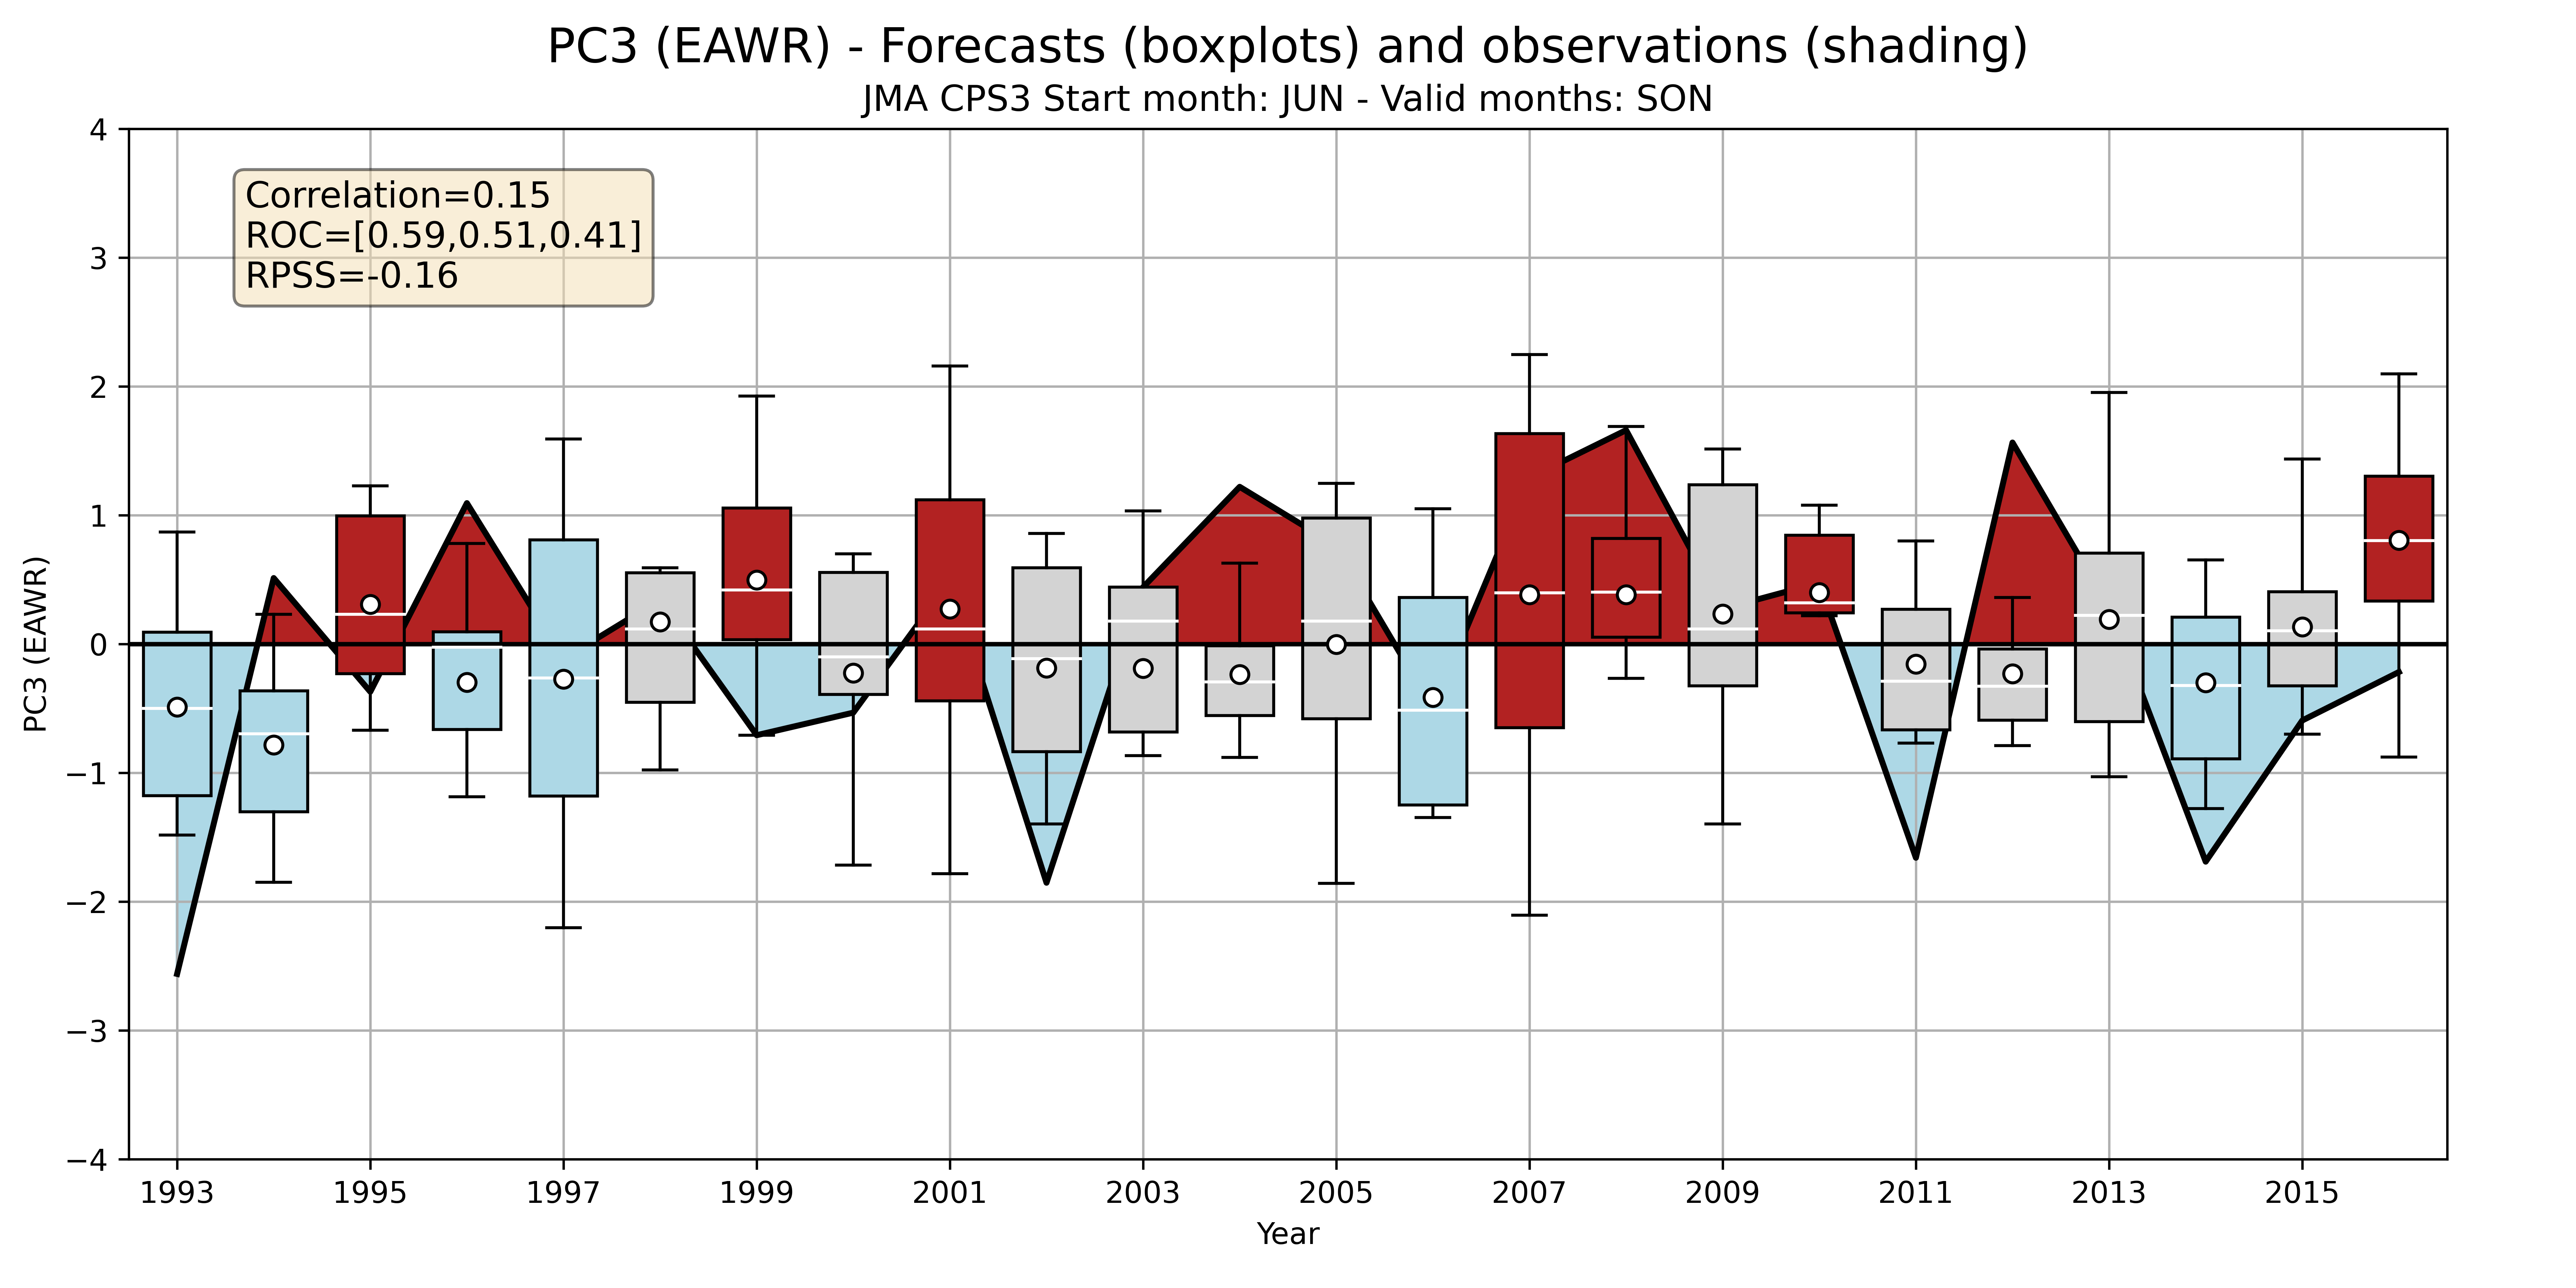 PC3 (EAWR) - Forecasts (boxplots) and observations (shading)
JMA CPS3 Start month: JUN - Valid months: SON
Correlation=0.15
ROC=[0.59,0.51,0.41]
RPSS=-0.16
PC3 (EAWR)
4
3
2
1
0
−1
−2
−3
−4
1993 1995 1997 1999 2001 2003 2005 2007 2009 2011 2013 2015
Year